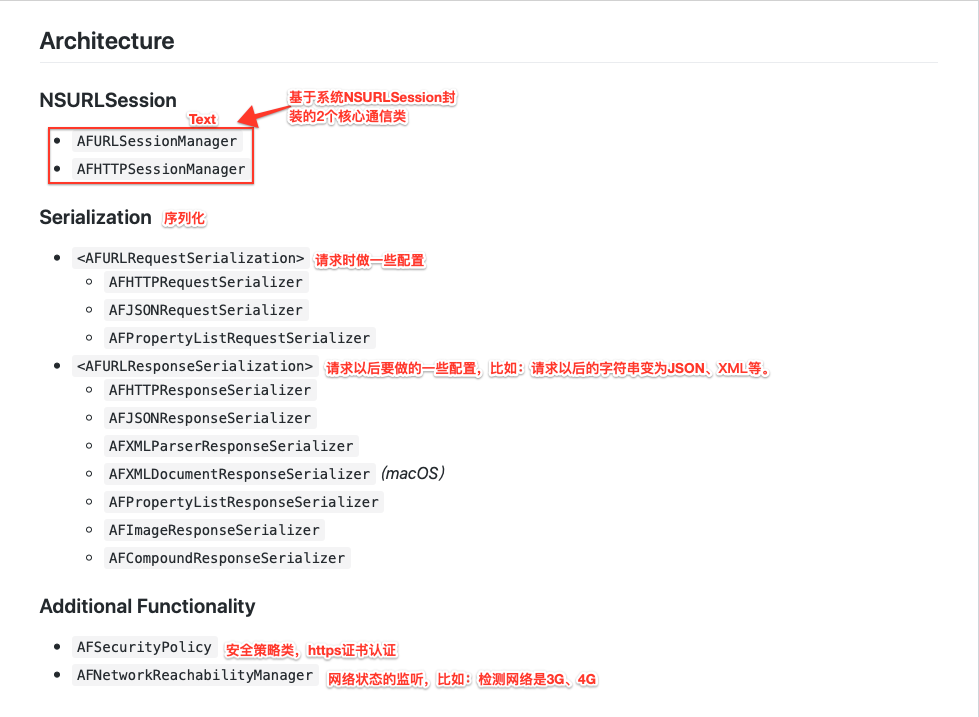 Architecture
NSURLSession
基于系统NSURLSession封
装的2个核心通信类
Text
AFURLSessionManager
AFHTTPSessionManager
Serialization 序列化
<AFURLRequestSerialization> 请求时做一些配置
AFHTTPRequestSerializer
AFJSONRequestSerializer
AFPropertyListRequestSerializer
<AFURLResponseSerialization> 请求以后要做的一些配置，比如：请求以后的字符串变为JSON、XML等。
AFHTTPResponseSerializer
AFJSONResponseSerializer
AFXMLParserResponseSerializer
AFXMLDocumentResponseSerializer (macOS)
AFPropertyListResponseSerializer
AFImageResponseSerializer
AFCompoundResponseSerializer
Additional Functionality
AFSecurityPolicy 安全策略类，https证书认证
AFNetworkReachabilityManager 网络状态的监听，比如：检测网络是3G、4G